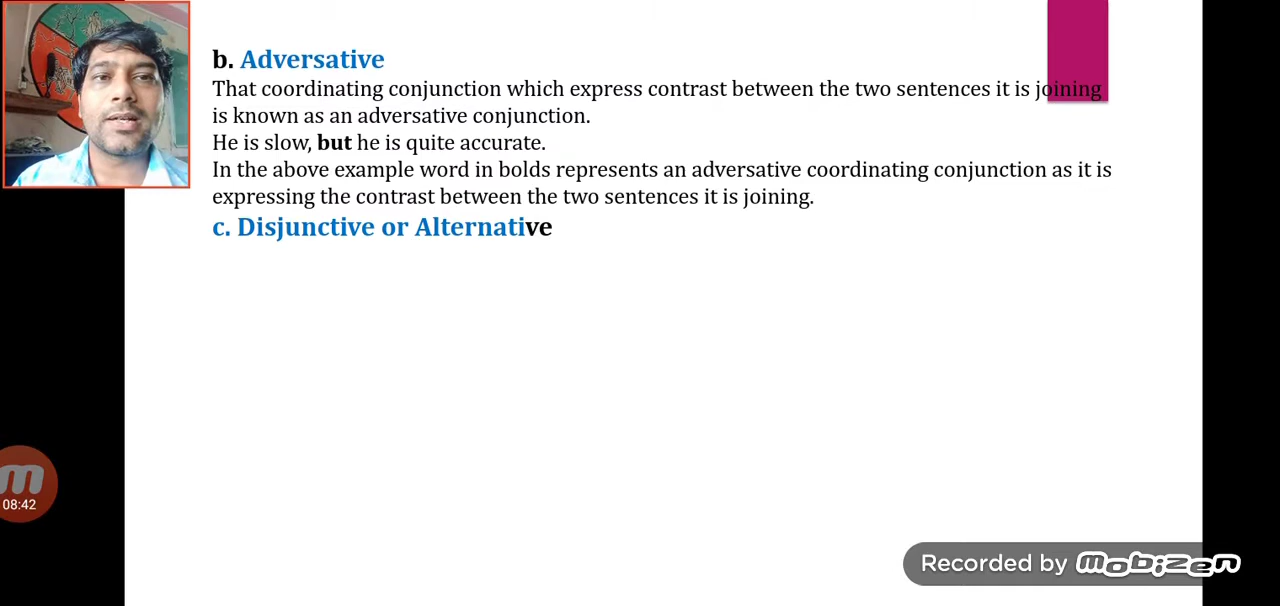 b. Adversative
That coordinating conjunction which express contrast between the two sentences it is joining
is known as an adversative conjunction.
He is slow, but he is quite accurate.
In the above example word in bolds represents an adversative coordinating conjunction as it is
expressing the contrast between the two sentences it is joining.
c. Disjunctive or Alternative
m
08:42
Recorded by mobizen